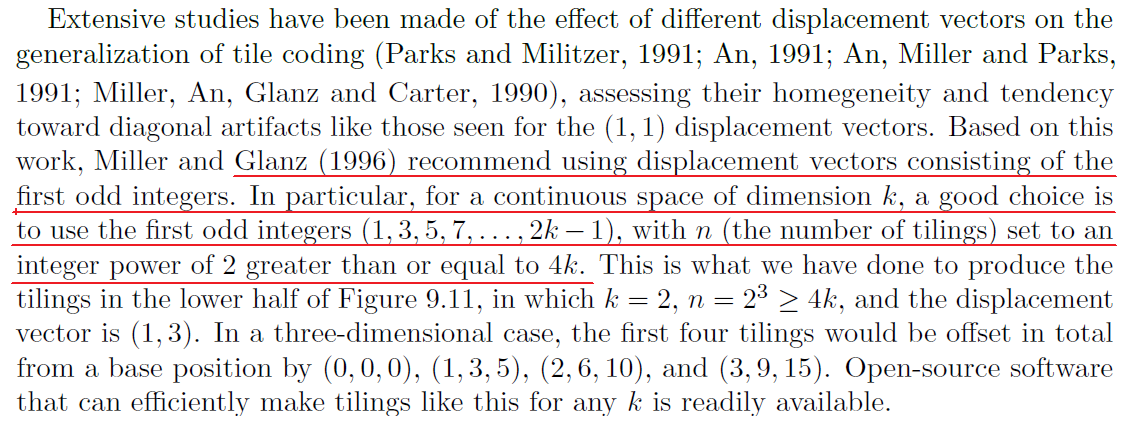 Extensive studies have been made of the effect of different displacement vectors on the
generalization of tile coding (Parks and Militzer, 1991; An, 1991; An, Miller and Parks,
1991; Miller, An, Glanz and Carter, 1990), assessing their homegeneity and tendency
toward diagonal artifacts like those seen for the (1, 1) displacement vectors. Based on this
work, Miller and Glanz (1996) recommend using displacement vectors consisting of the
first odd integers. In particular, for a continuous space of dimension k, a good choice is
to use the first odd integers (1, 3, 5, 7, . . . , 2k − 1), with n (the number of tilings) set to an
integer power of 2 greater than or equal to 4k. This is what we have done to produce the
tilings in the lower half of Figure 9.11, in which k = 2, n = 2³ ≥ 4k, and the displacement
vector is (1, 3). In a three-dimensional case, the first four tilings would be offset in total
from a base position by (0, 0, 0), (1, 3, 5), (2, 6, 10), and (3, 9, 15). Open-source software
that can efficiently make tilings like this for any k is readily available.